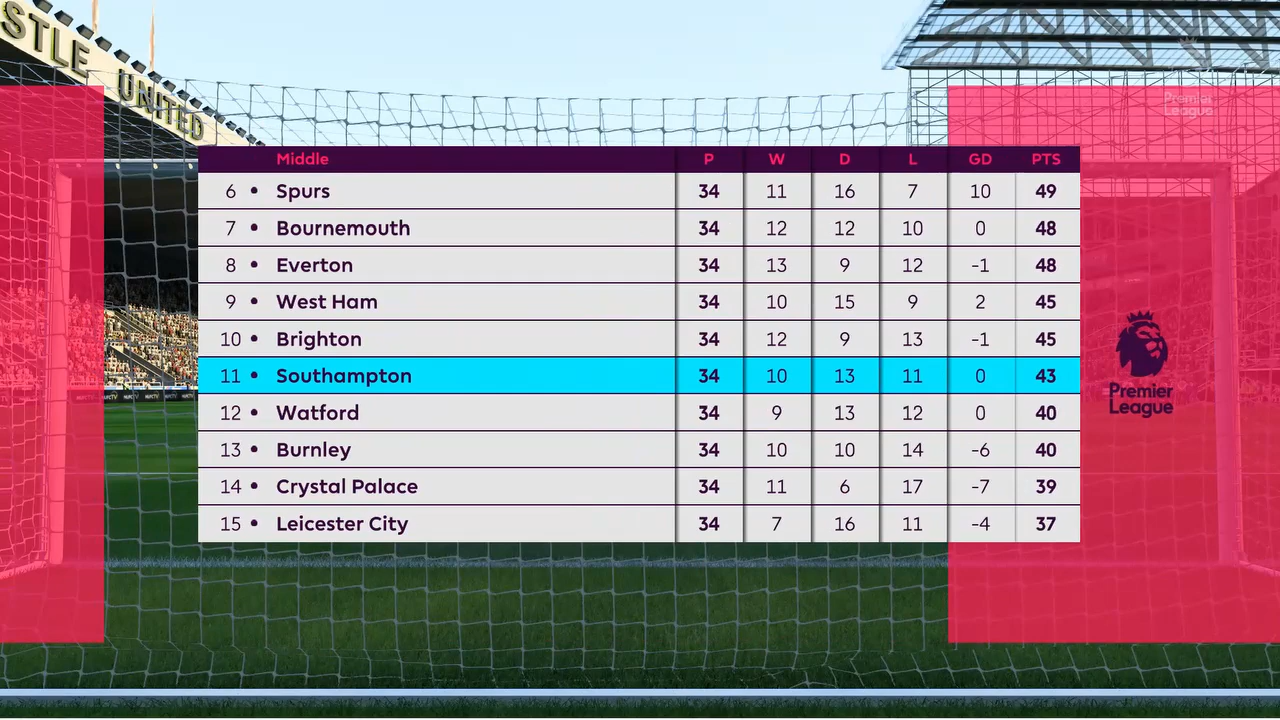 STLE UNITED
Premier
League
Middle P W D L GD PTS
6 • Spurs 34 11 16 7 10 49
7 • Bournemouth 34 12 12 10 0 48
8 • Everton 34 13 9 12 -1 48
9 • West Ham 34 10 15 9 2 45
10 • Brighton 34 12 9 13 -1 45
11 • Southampton 34 10 13 11 0 43
12 • Watford 34 9 13 12 0 40
13 • Burnley 34 10 10 14 -6 40
14 • Crystal Palace 34 11 6 17 -7 39
15 • Leicester City 34 7 16 11 -4 37
Premier
League